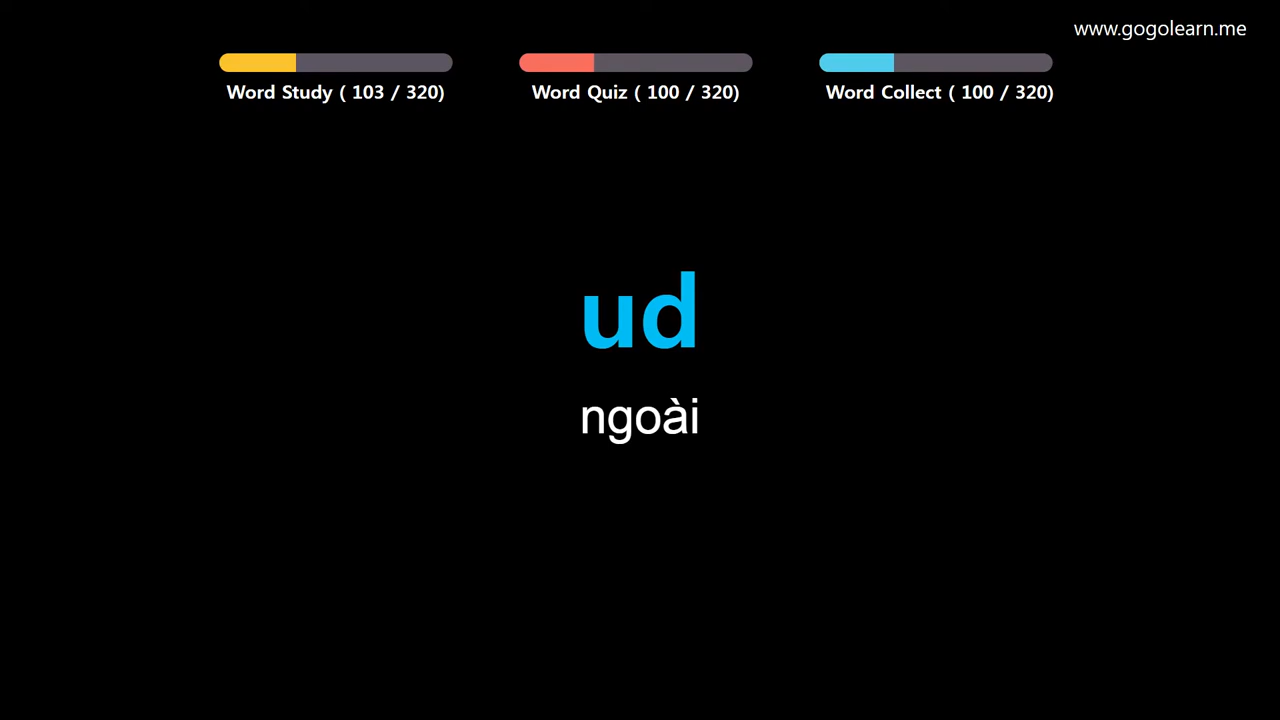 www.gogolearn.me
Word Study ( 103 / 320)
Word Quiz ( 100 / 320)
Word Collect ( 100 / 320)
ud
ngoài